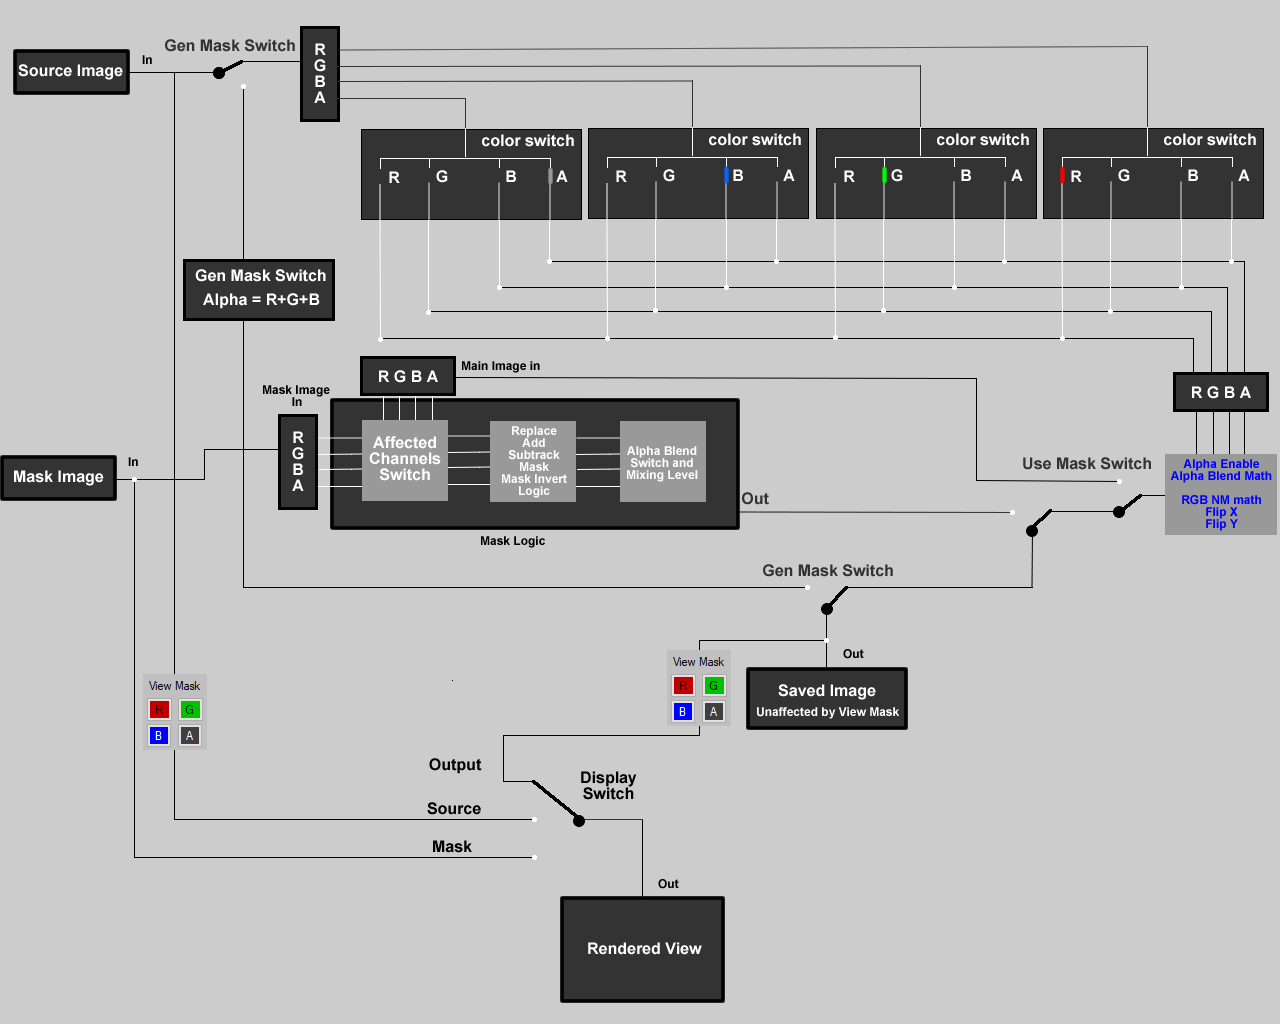 Gen Mask Switch
Source Image
In
R
G
B
A
color switch
R G B A
color switch
R G B A
color switch
R G B A
color switch
R G B A
Gen Mask Switch
Alpha = R+G+B
R G B A
Main Image in
R G B A
Mask Image
In
R
G
B
A
Affected
Channels
Switch
Replace
Add
Subtrack
Mask
Mask Invert
Logic
Alpha Blend
Switch and
Mixing Level
Mask Logic
Out
Mask Image
In
Use Mask Switch
Alpha Enable
Alpha Blend Math
RGB NM math
Flip X
Flip Y
Gen Mask Switch
Out
View Mask
R G
B A
Saved Image
Unaffected by View Mask
View Mask
R G
B A
Output
Source
Mask
Display
Switch
Out
Rendered View